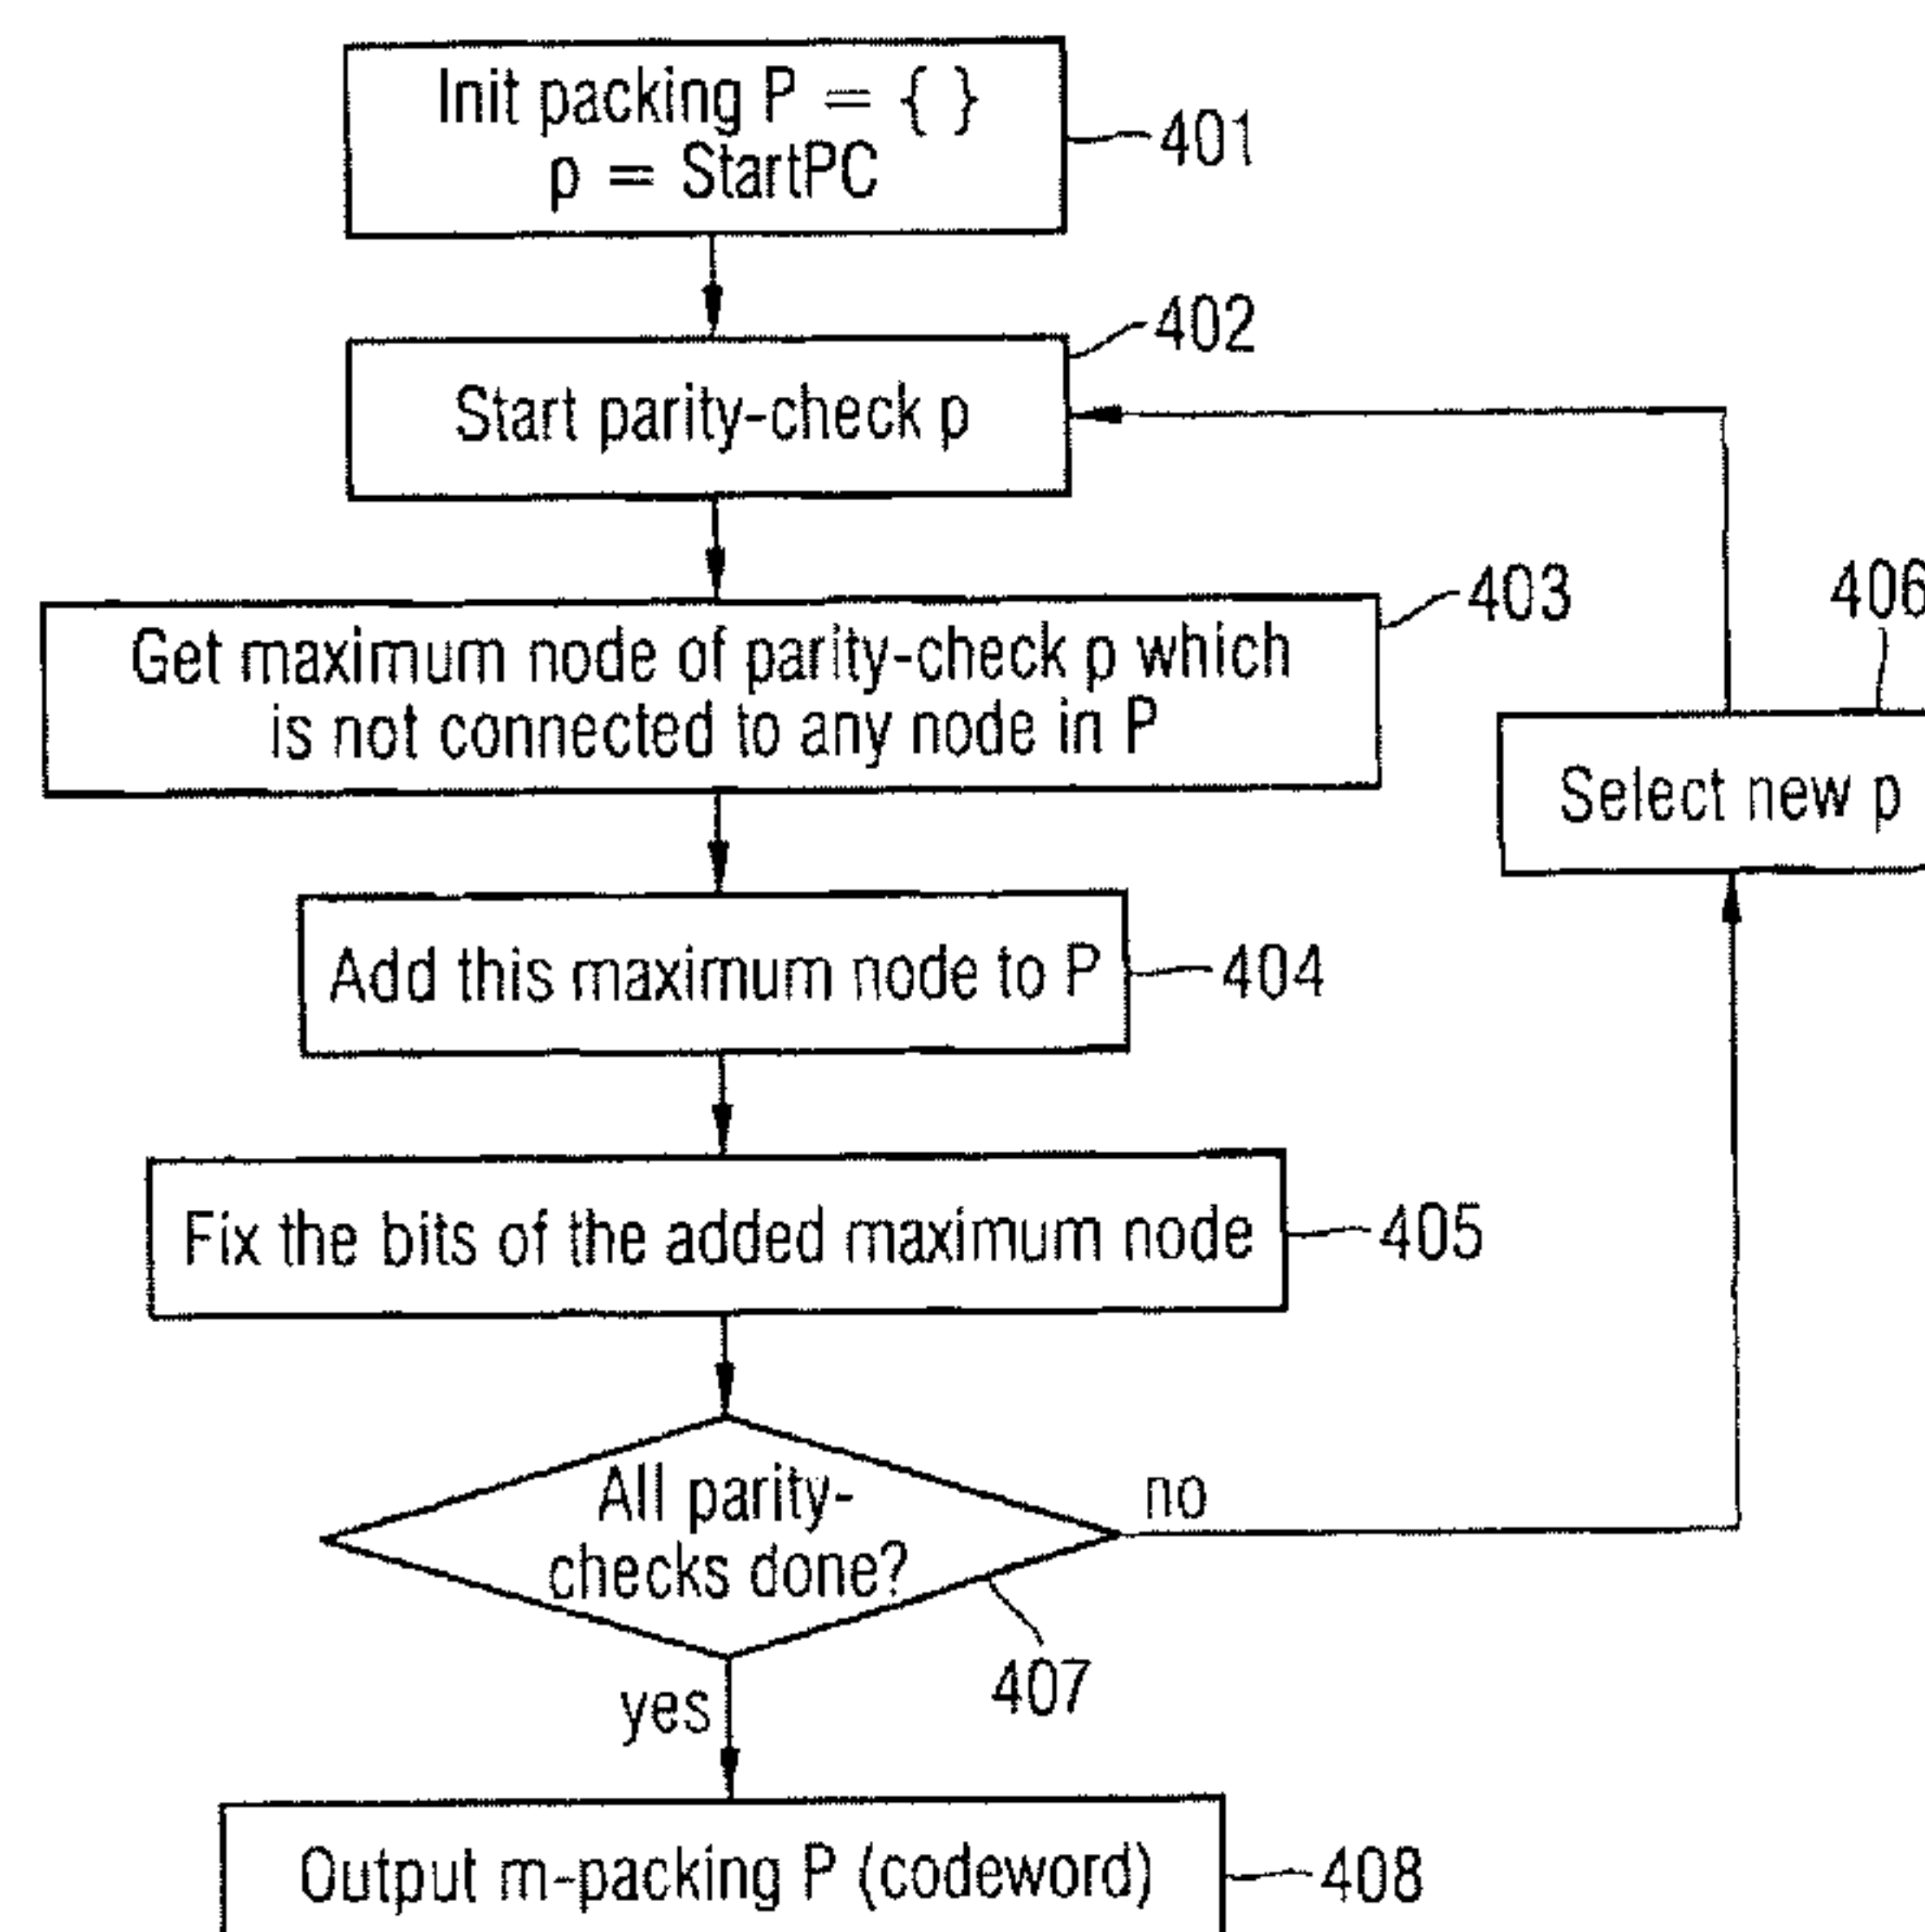 Init packing P = { }
p = StartPC
401
402
Start parity-check p
403
Get maximum node of parity-check p which
is not connected to any node in P
406
Select new p
Add this maximum node to P
404
Fix the bits of the added maximum node
405
All parity-
checks done?
no
407
yes
Output m-packing P (codeword)
408